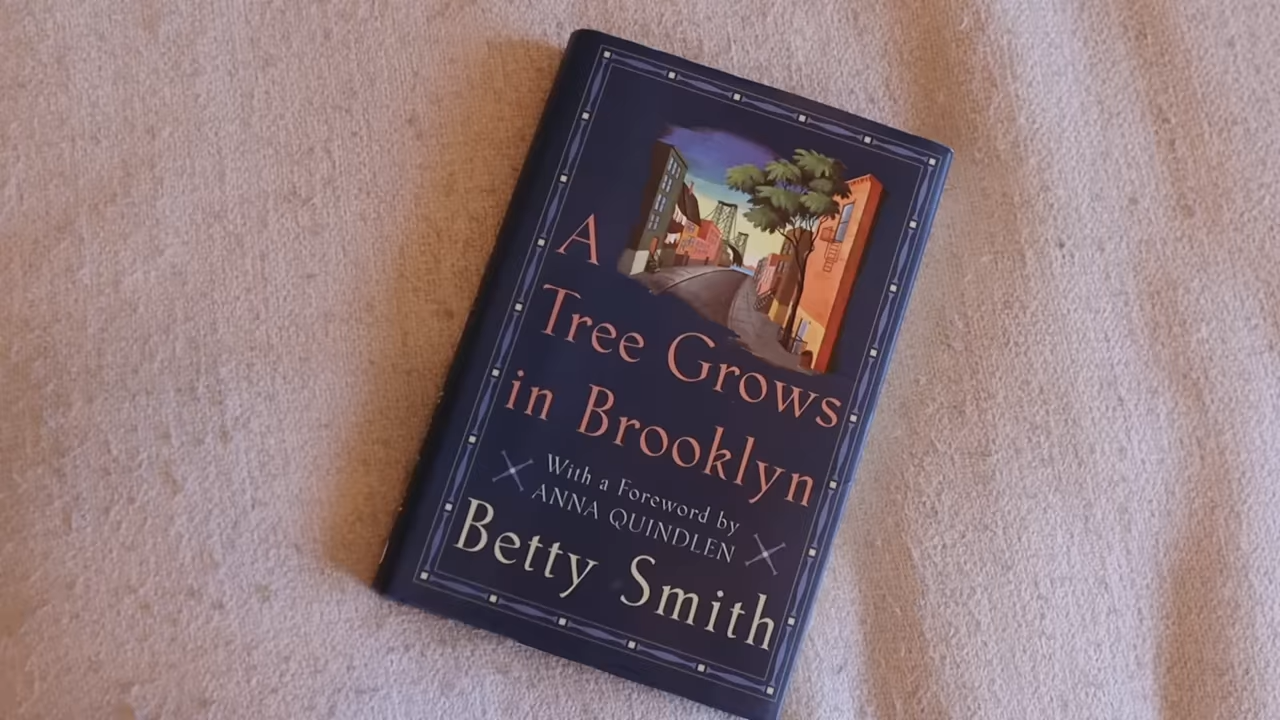 A
Tree Grows
in Brooklyn
With a Foreword by
ANNA QUINDLEN
Betty Smith